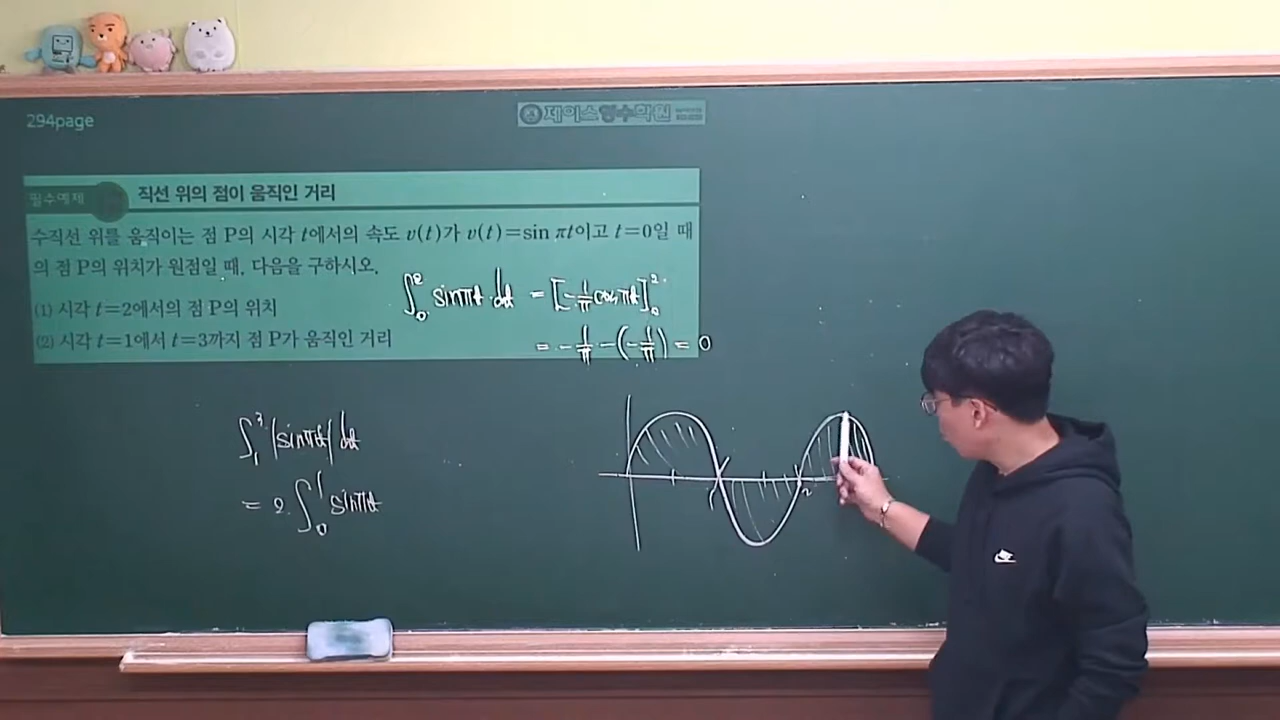 294page
제이스영수학원
필수예제
직선 위의 점이 움직인 거리
수직선 위를 움직이는 점 P의 시각 t에서의 속도 v(t)가 v(t)=sin πt이고 t=0일 때
의 점 P의 위치가 원점일 때, 다음을 구하시오.
(1) 시각 t=2에서의 점 P의 위치
(2) 시각 t=1에서 t=3까지 점 P가 움직인 거리
∫₀² sinπt·dt = [-1/π cosπt]₀²
= -1/π-(-1/π) = 0
∫₁³ |sinπt| dt
= 2·∫₀¹ sinπt
1 2